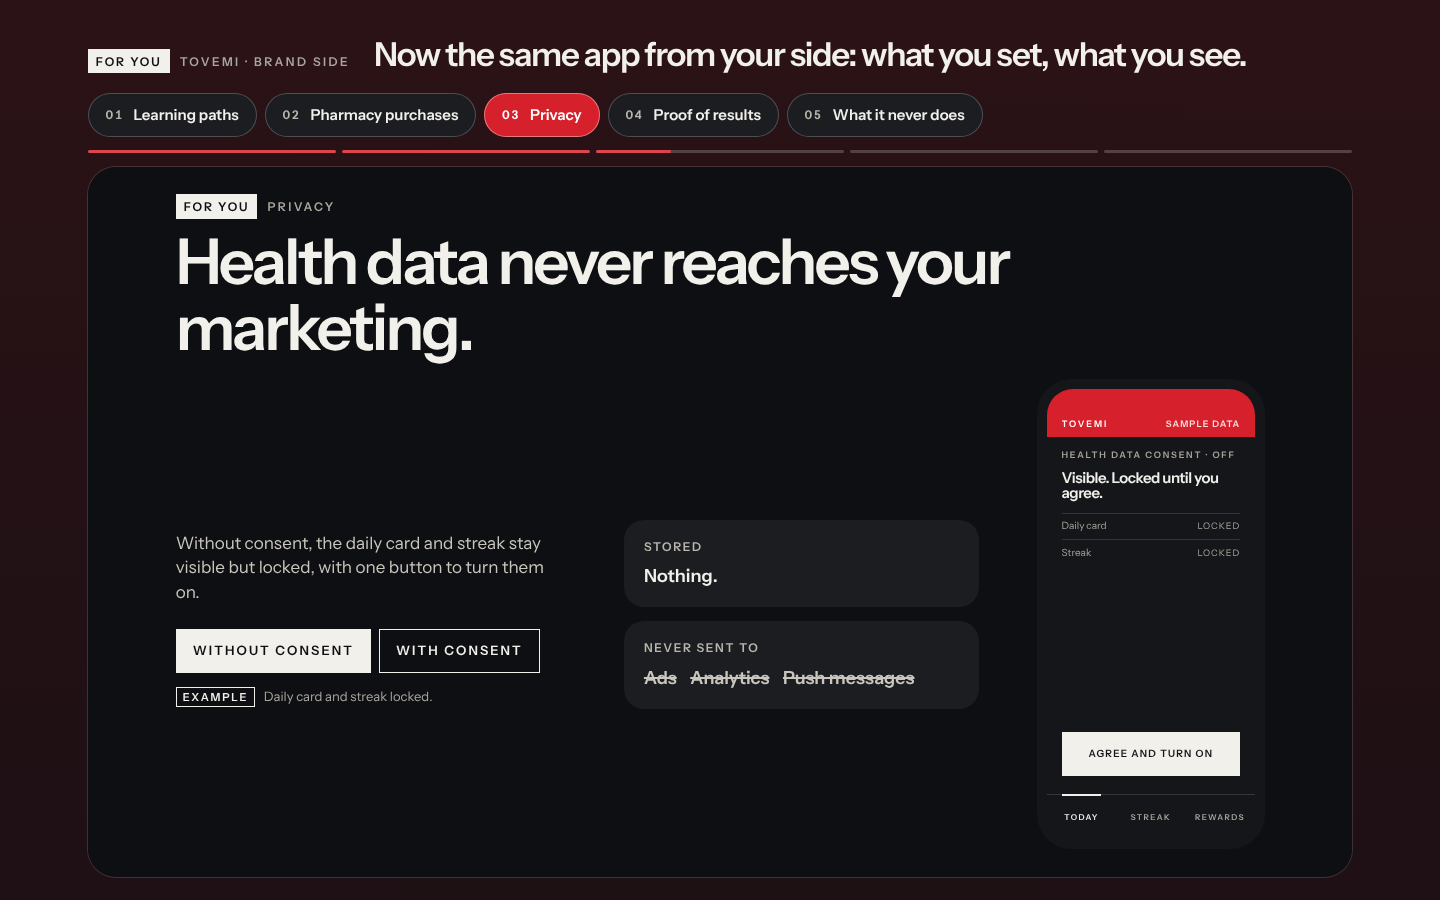 FOR YOU TOVEMI · BRAND SIDE Now the same app from your side: what you set, what you see.
01 Learning paths 02 Pharmacy purchases 03 Privacy 04 Proof of results 05 What it never does
FOR YOU PRIVACY
Health data never reaches your
marketing.
Without consent, the daily card and streak stay
visible but locked, with one button to turn them
on.
WITHOUT CONSENT WITH CONSENT
EXAMPLE Daily card and streak locked.
STORED
Nothing.
NEVER SENT TO
Ads Analytics Push messages
TOVEMI SAMPLE DATA
HEALTH DATA CONSENT · OFF
Visible. Locked until you
agree.
Daily card LOCKED
Streak LOCKED
AGREE AND TURN ON
TODAY STREAK REWARDS